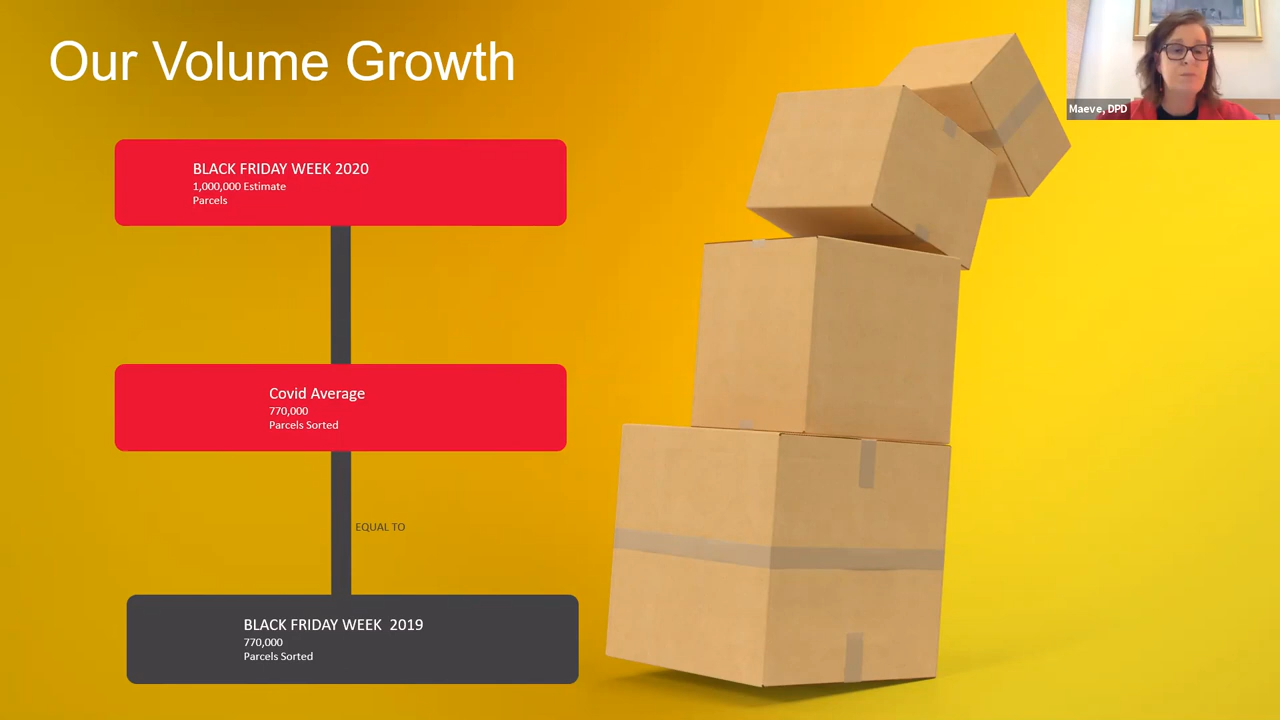 Our Volume Growth
Maeve, DPD
BLACK FRIDAY WEEK 2020
1,000,000 Estimate
Parcels
Covid Average
770,000
Parcels Sorted
EQUAL TO
BLACK FRIDAY WEEK  2019
770,000
Parcels Sorted